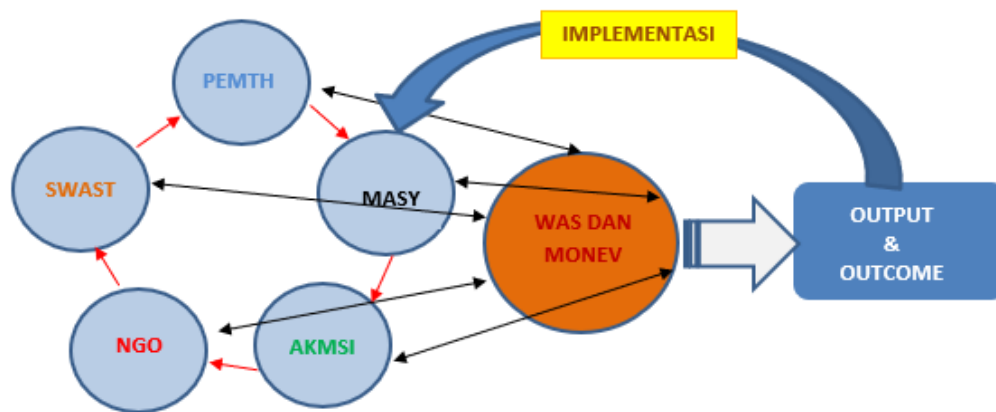 IMPLEMENTASI
PEMTH
SWAST
MASY
WAS DAN
MONEV
OUTPUT
&
OUTCOME
NGO
AKMSI